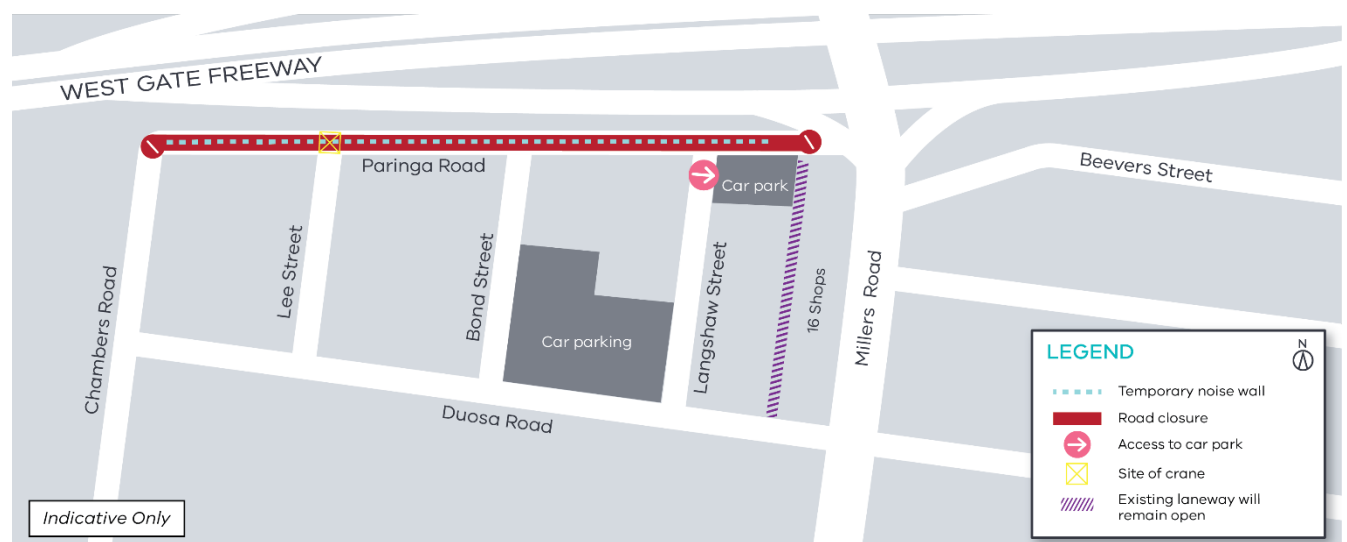 WEST GATE FREEWAY
Paringa Road
Car park
Beevers Street
Chambers Road
Lee Street
Bond Street
Langshaw Street
16 Shops
Millers Road
Car parking
Duosa Road
Indicative Only
LEGEND
N
Temporary noise wall
Road closure
Access to car park
Site of crane
Existing laneway will
remain open